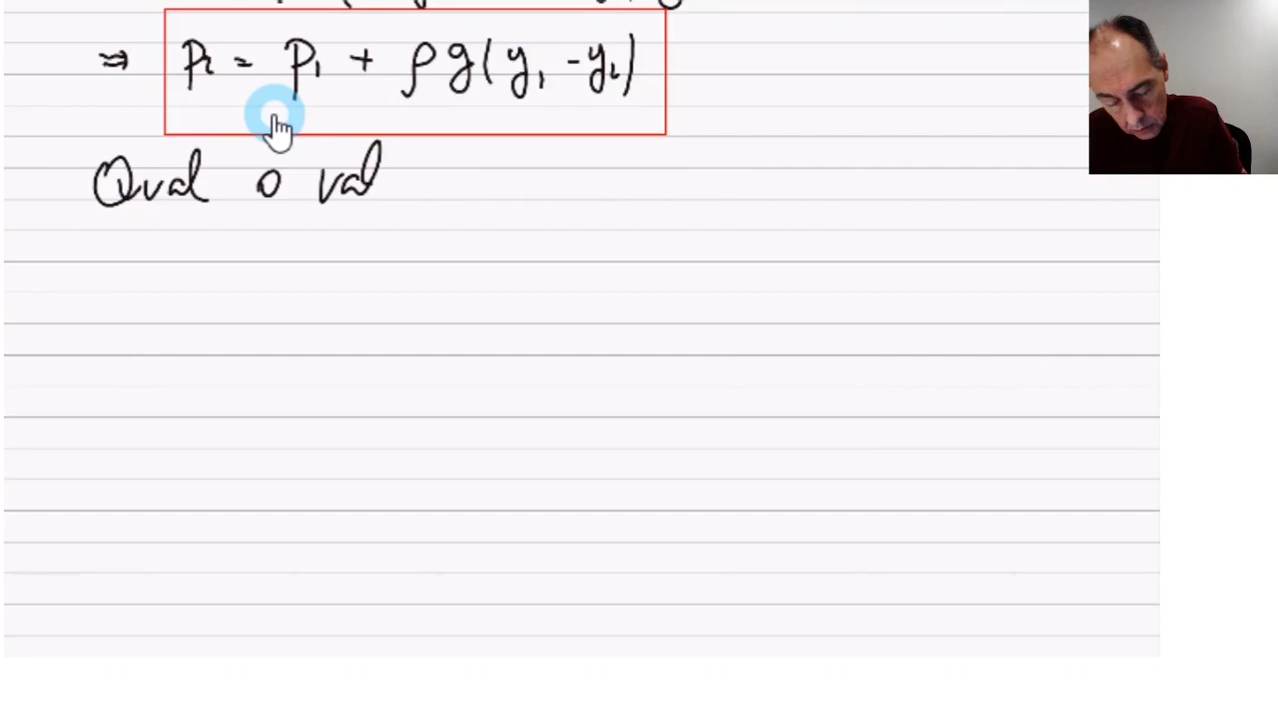 ⇒ p₂ = p₁ + ρg(y₁ - y₂)
Qual o val